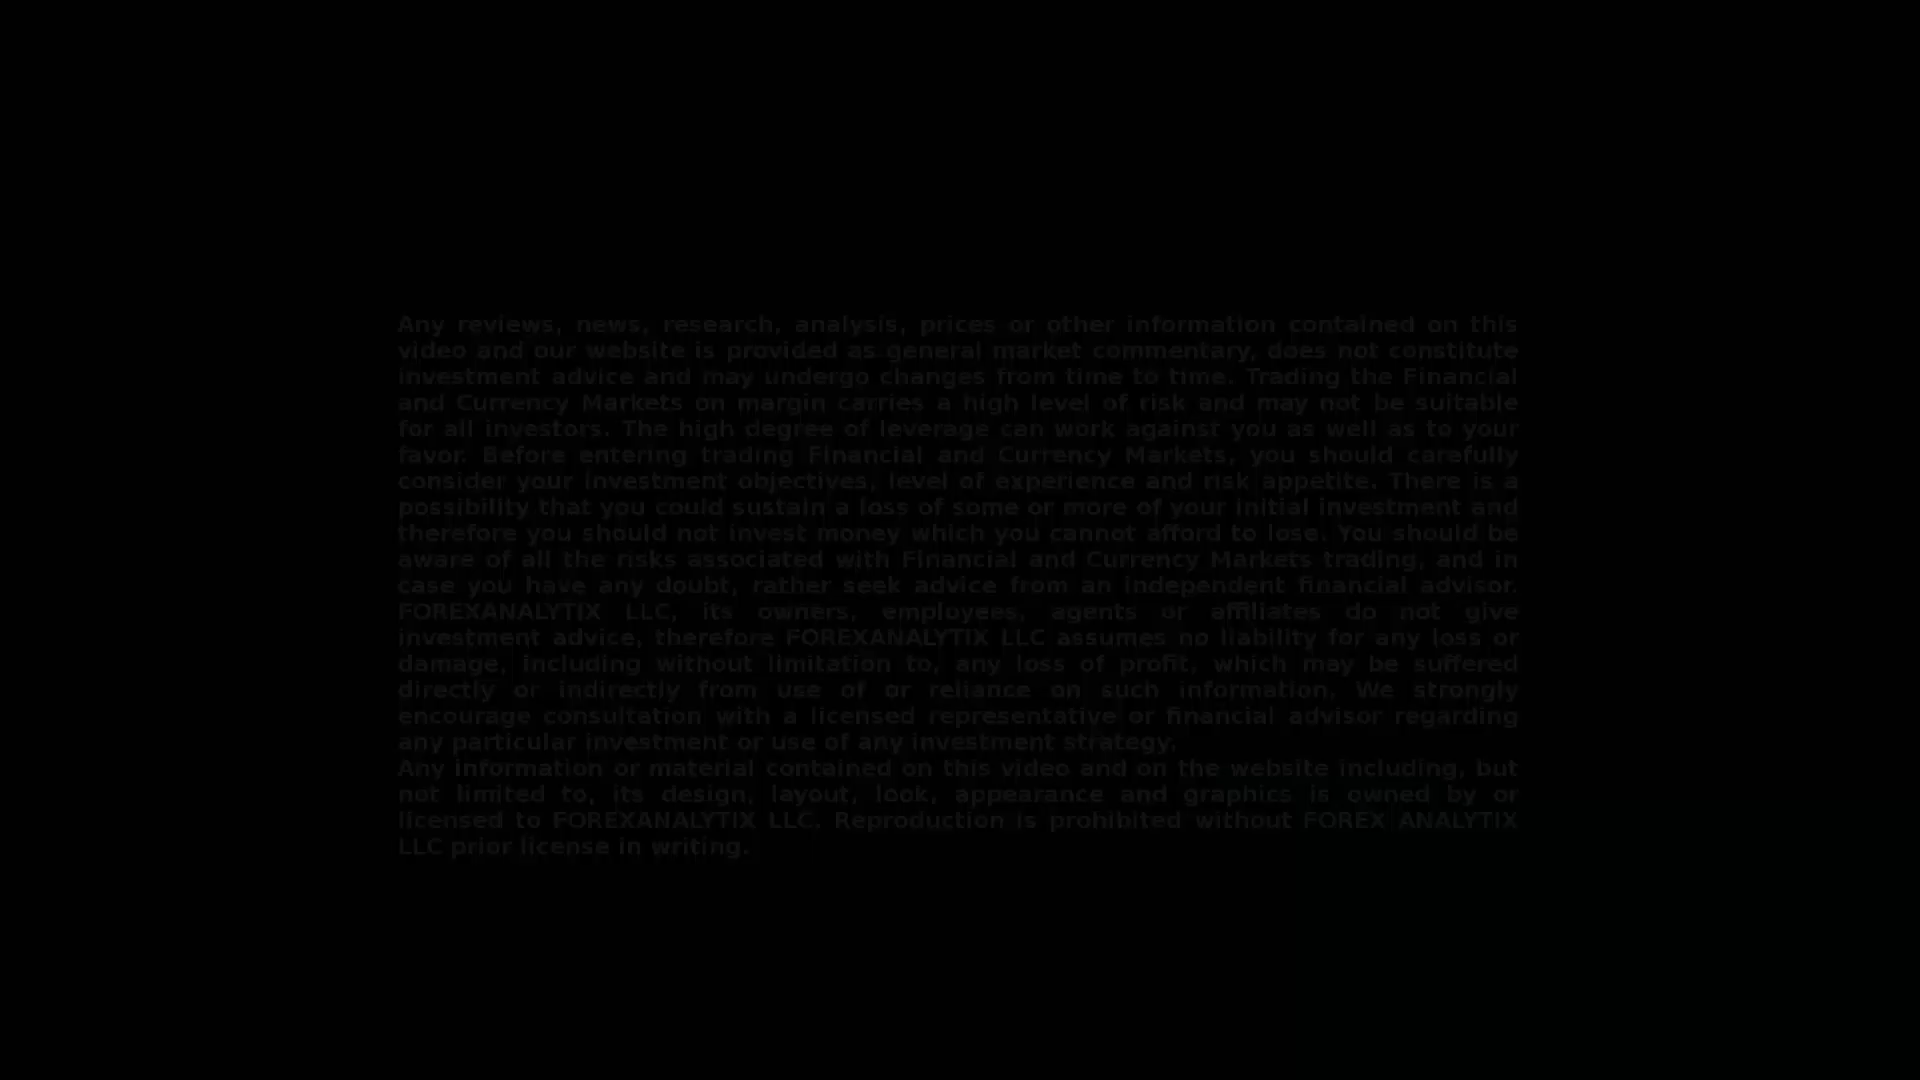 Any reviews, news, research, analysis, prices or other information contained on this
video and our website is provided as general market commentary, does not constitute
investment advice and may undergo changes from time to time. Trading the Financial
and Currency Markets on margin carries a high level of risk and may not be suitable
for all investors. The high degree of leverage can work against you as well as to your
favor. Before entering trading Financial and Currency Markets, you should carefully
consider your investment objectives, level of experience and risk appetite. There is a
possibility that you could sustain a loss of some or more of your initial investment and
therefore you should not invest money which you cannot afford to lose. You should be
aware of all the risks associated with Financial and Currency Markets trading, and in
case you have any doubt, rather seek advice from an independent financial advisor.
FOREXANALYTIX LLC, its owners, employees, agents or affiliates do not give
investment advice, therefore FOREXANALYTIX LLC assumes no liability for any loss or
damage, including without limitation to, any loss of profit, which may be suffered
directly or indirectly from use of or reliance on such information. We strongly
encourage consultation with a licensed representative or financial advisor regarding
any particular investment or use of any investment strategy.
Any information or material contained on this video and on the website including, but
not limited to, its design, layout, look, appearance and graphics is owned by or
licensed to FOREXANALYTIX LLC. Reproduction is prohibited without FOREX ANALYTIX
LLC prior license in writing.